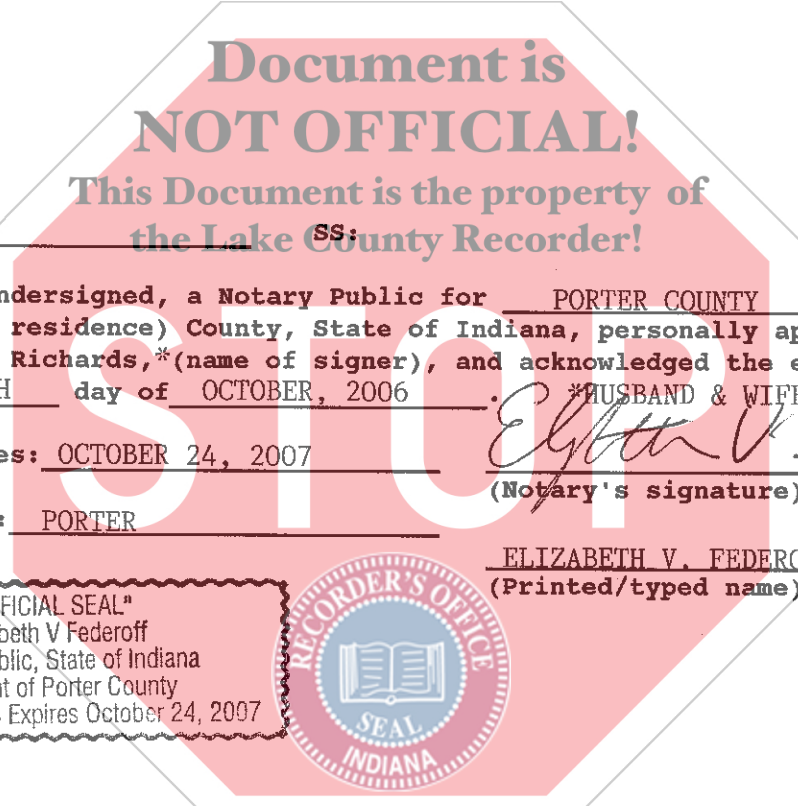 Document is
NOT OFFICIAL!
This Document is the property of
the Lake County Recorder!
SS:
ndersigned, a Notary Public for PORTER COUNTY
residence) County, State of Indiana, personally ap
Richards,*(name of signer), and acknowledged the e
H day of OCTOBER, 2006 . *HUSBAND & WIFE
es: OCTOBER 24, 2007
(Notary's signature)
: PORTER
ELIZABETH V. FEDERO
(Printed/typed name)
STOP
FICIAL SEAL"
beth V Federoff
blic, State of Indiana
t of Porter County
s Expires October 24, 2007
RECORDER'S OFFICE
SEAL
INDIANA